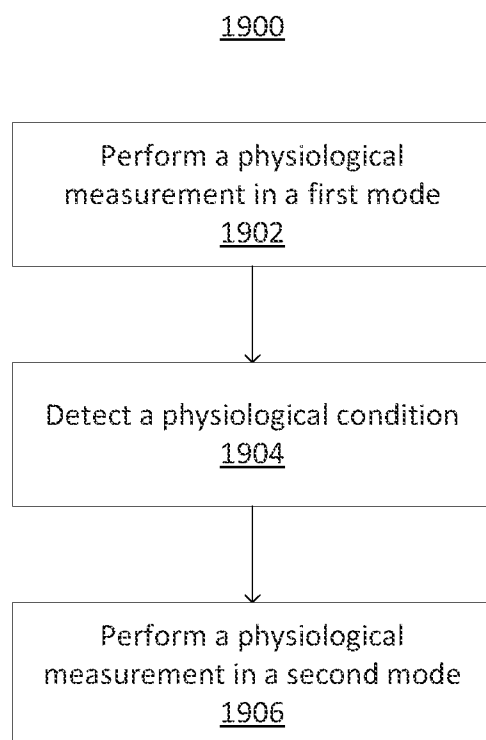 1900
Perform a physiological
measurement in a first mode
1902
Detect a physiological condition
1904
Perform a physiological
measurement in a second mode
1906